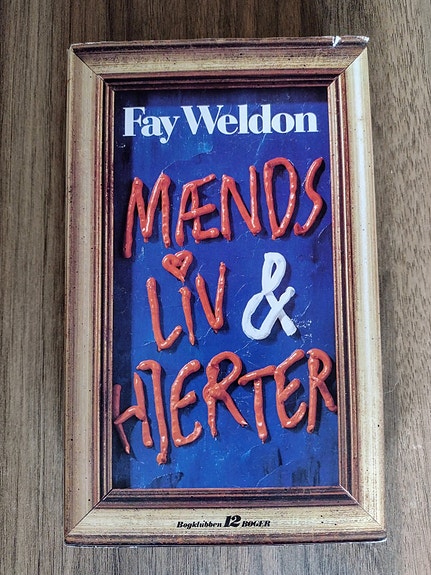 Fay Weldon
MÆNDS
LIV &
HJERTER
Bogklubben 12 BØGER